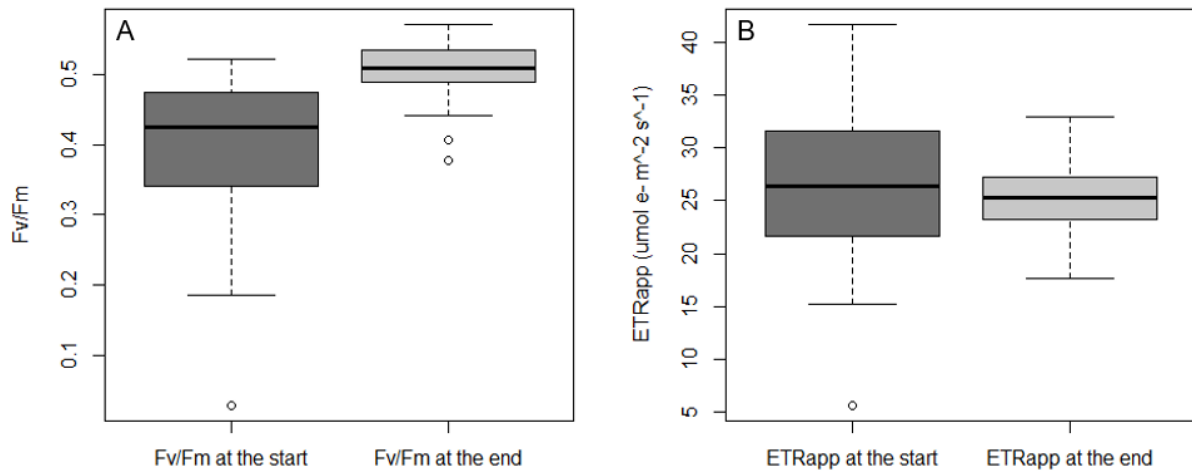 A
Fv/Fm
0.5
0.4
0.3
0.2
0.1
Fv/Fm at the start
Fv/Fm at the end
B
ETRapp (umol e- m^-2 s^-1)
40
35
30
25
20
15
10
5
ETRapp at the start
ETRapp at the end